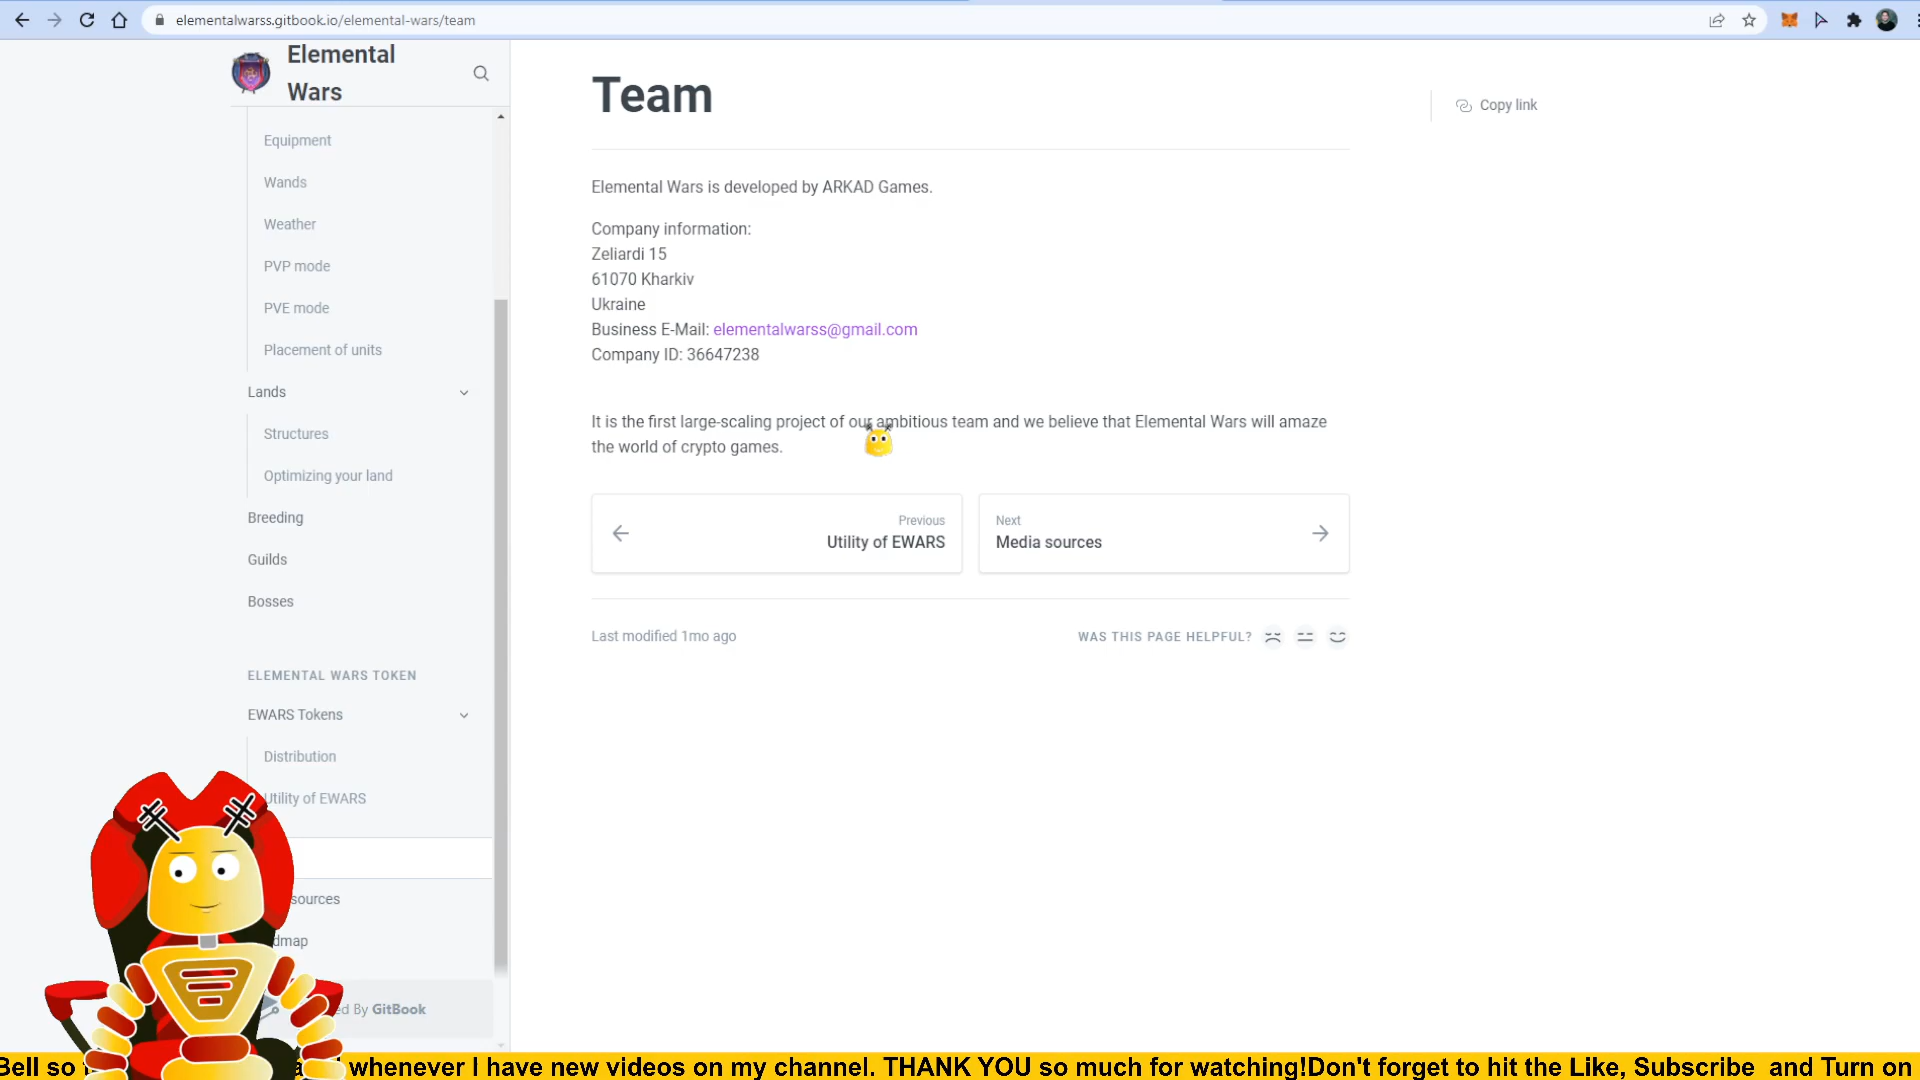 elementalwarss.gitbook.io/elemental-wars/team
Elemental
Wars
Equipment
Wands
Weather
PVP mode
PVE mode
Placement of units
Lands
Structures
Optimizing your land
Breeding
Guilds
Bosses
ELEMENTAL WARS TOKEN
EWARS Tokens
Distribution
Utility of EWARS
sources
dmap
ed By GitBook
Team
Copy link
Elemental Wars is developed by ARKAD Games.
Company information:
Zeliardi 15
61070 Kharkiv
Ukraine
Business E-Mail: elementalwarss@gmail.com
Company ID: 36647238
It is the first large-scaling project of our ambitious team and we believe that Elemental Wars will amaze
the world of crypto games.
Previous
Utility of EWARS
Next
Media sources
Last modified 1mo ago
WAS THIS PAGE HELPFUL?
Bell so whenever I have new videos on my channel. THANK YOU so much for watching!Don't forget to hit the Like, Subscribe and Turn on